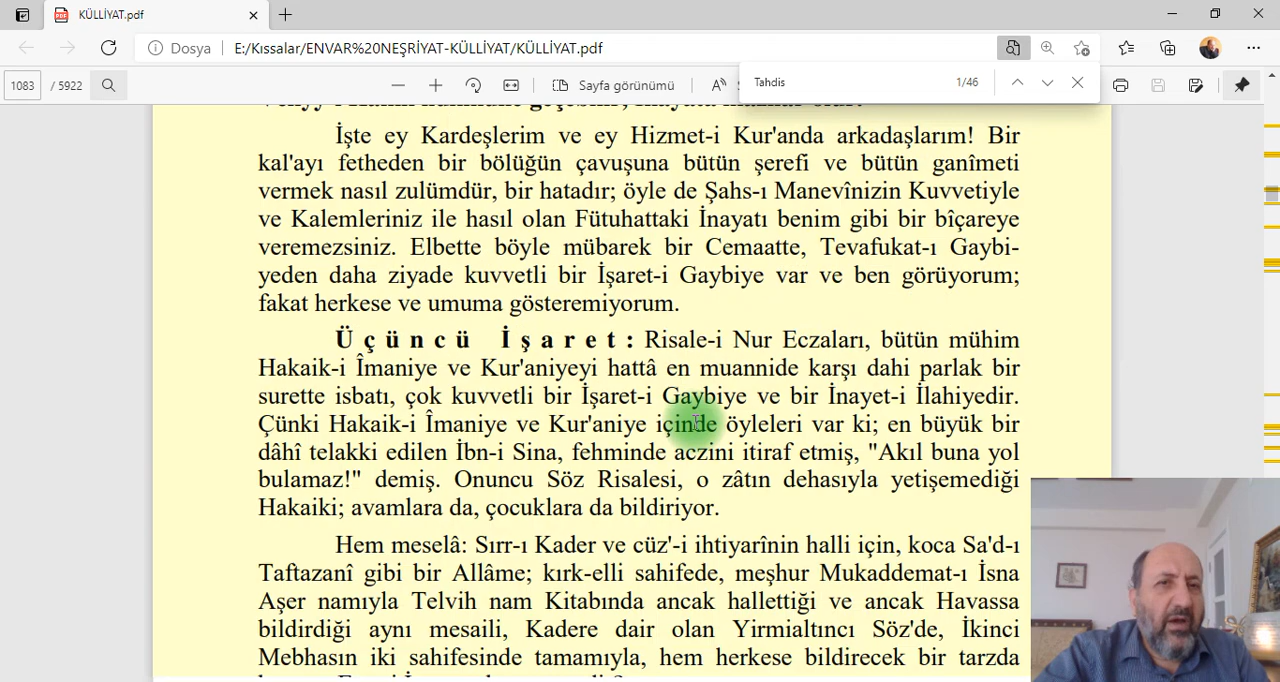 KÜLLİYAT.pdf
Dosya
E:/Kıssalar/ENVAR%20NEŞRİYAT-KÜLLİYAT/KÜLLİYAT.pdf
1083 / 5922
Sayfa görünümü
Tahdis 1/46
İşte ey Kardeşlerim ve ey Hizmet-i Kur'anda arkadaşlarım! Bir
kal'ayı fetheden bir bölüğün çavuşuna bütün şerefi ve bütün ganîmeti
vermek nasıl zulümdür, bir hatadır; öyle de Şahs-ı Manevînizin Kuvvetiyle
ve Kalemleriniz ile hasıl olan Fütuhattaki İnayatı benim gibi bir bîçareye
veremezsiniz. Elbette böyle mübarek bir Cemaatte, Tevafukat-ı Gaybi-
yeden daha ziyade kuvvetli bir İşaret-i Gaybiye var ve ben görüyorum;
fakat herkese ve umuma gösteremiyorum.
Üçüncü İşaret: Risale-i Nur Eczaları, bütün mühim
Hakaik-i Îmaniye ve Kur'aniyeyi hattâ en muannide karşı dahi parlak bir
surette isbatı, çok kuvvetli bir İşaret-i Gaybiye ve bir İnayet-i İlahiyedir.
Çünki Hakaik-i Îmaniye ve Kur'aniye içinde öyleleri var ki; en büyük bir
dâhî telakki edilen İbn-i Sina, fehminde aczini itiraf etmiş, "Akıl buna yol
bulamaz!" demiş. Onuncu Söz Risalesi, o zâtın dehasıyla yetişemediği
Hakaiki; avamlara da, çocuklara da bildiriyor.
Hem meselâ: Sırr-ı Kader ve cüz'-i ihtiyarînin halli için, koca Sa'd-ı
Taftazanî gibi bir Allâme; kırk-elli sahifede, meşhur Mukaddemat-ı İsna
Aşer namıyla Telvih nam Kitabında ancak hallettiği ve ancak Havassa
bildirdiği aynı mesaili, Kadere dair olan Yirmialtıncı Söz'de, İkinci
Mebhasın iki sahifesinde tamamıyla, hem herkese bildirecek bir tarzda